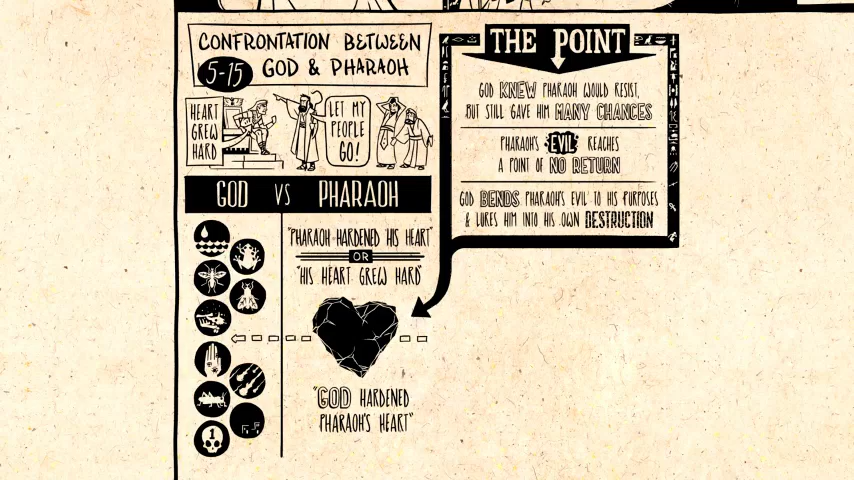 CONFRONTATION BETWEEN
5-15 GOD & PHARAOH
HEART
GREW
HARD
LET MY
PEOPLE
GO!
GOD VS PHARAOH
"PHARAOH HARDENED HIS HEART"
OR
"HIS HEART GREW HARD"
"GOD HARDENED
PHARAOH'S HEART"
1
THE POINT
GOD KNEW PHARAOH WOULD RESIST,
BUT STILL GAVE HIM MANY CHANCES
PHARAOH'S EVIL REACHES
A POINT OF NO RETURN
GOD BENDS PHARAOH'S EVIL TO HIS PURPOSES
& LURES HIM INTO HIS OWN DESTRUCTION